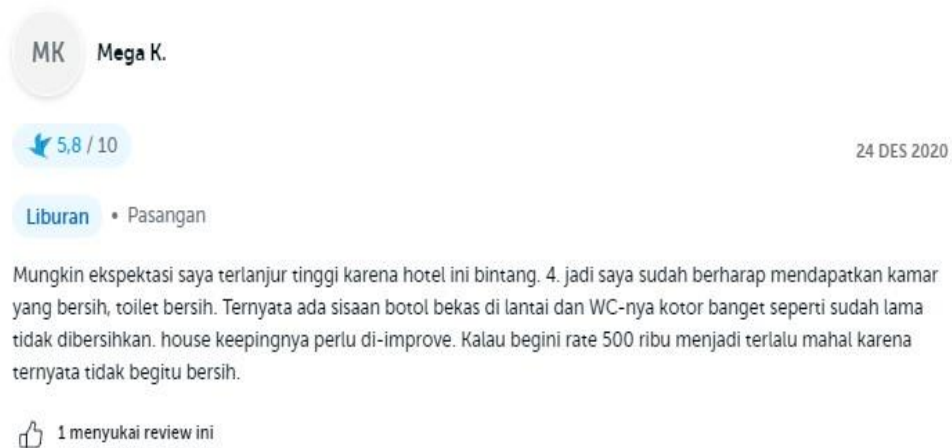 MK
Mega K.
5,8 / 10
24 DES 2020
Liburan • Pasangan
Mungkin ekspektasi saya terlanjur tinggi karena hotel ini bintang. 4. jadi saya sudah berharap mendapatkan kamar
yang bersih, toilet bersih. Ternyata ada sisaan botol bekas di lantai dan WC-nya kotor banget seperti sudah lama
tidak dibersihkan. house keepingnya perlu di-improve. Kalau begini rate 500 ribu menjadi terlalu mahal karena
ternyata tidak begitu bersih.
1 menyukai review ini